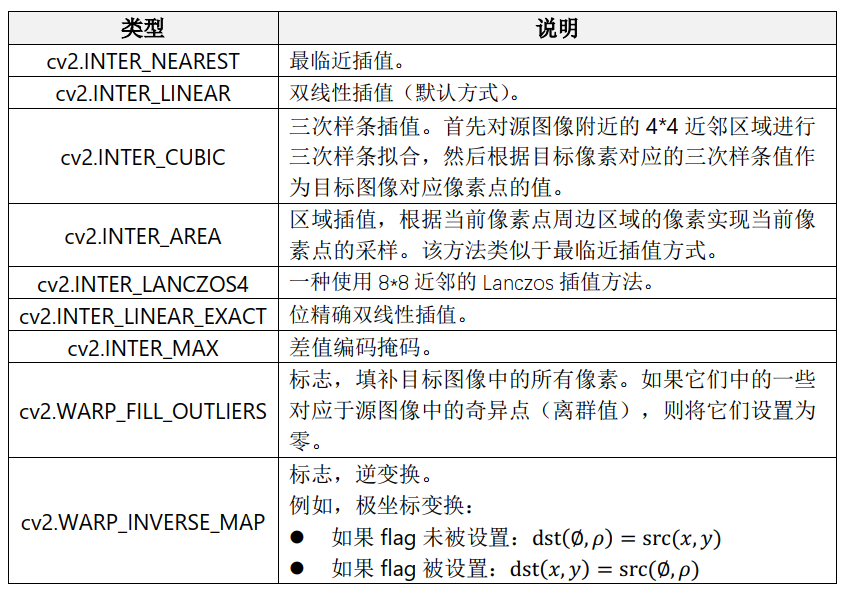 类型 说明
cv2.INTER_NEAREST 最临近插值。
cv2.INTER_LINEAR 双线性插值（默认方式）。
三次样条插值。首先对源图像附近的 4*4 近邻区域进行
cv2.INTER_CUBIC 三次样条拟合，然后根据目标像素对应的三次样条值作
为目标图像对应像素点的值。
区域插值，根据当前像素点周边区域的像素实现当前像
cv2.INTER_AREA 素点的采样。该方法类似于最临近插值方式。
cv2.INTER_LANCZOS4 一种使用 8*8 近邻的 Lanczos 插值方法。
cv2.INTER_LINEAR_EXACT 位精确双线性插值。
cv2.INTER_MAX 差值编码掩码。
标志，填补目标图像中的所有像素。如果它们中的一些
cv2.WARP_FILL_OUTLIERS 对应于源图像中的奇异点（离群值），则将它们设置为
零。
标志，逆变换。
例如，极坐标变换：
cv2.WARP_INVERSE_MAP
● 如果 flag 未被设置：dst(∅, ρ) = src(x, y)
● 如果 flag 被设置：dst(x, y) = src(∅, ρ)